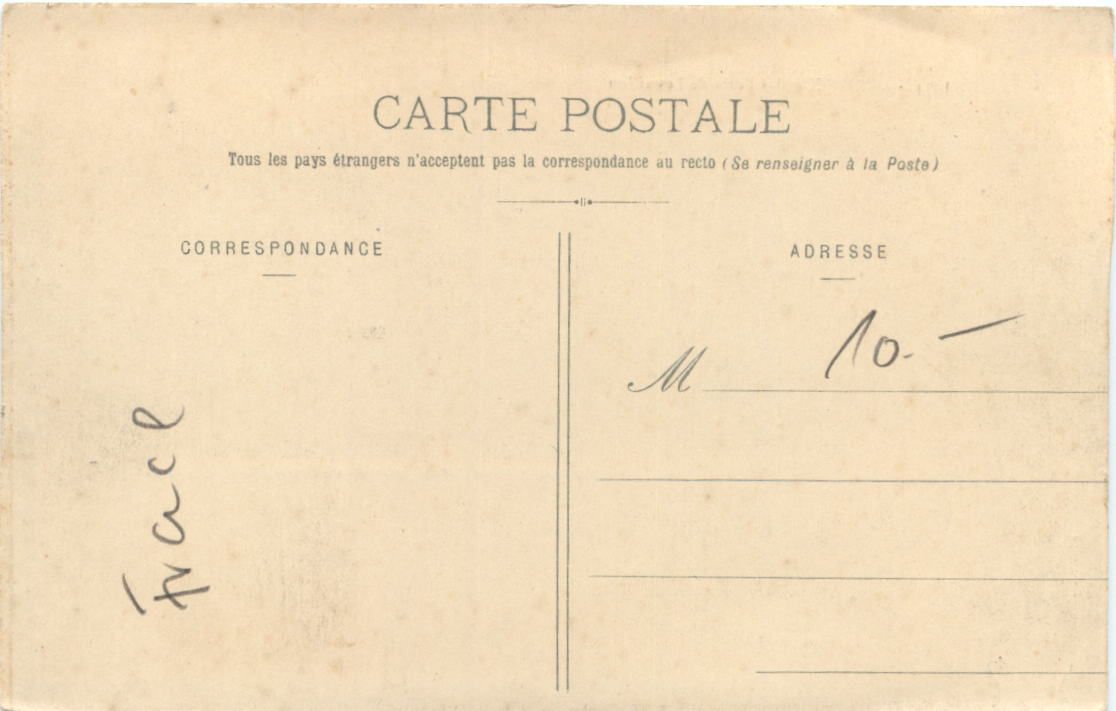 CARTE POSTALE
Tous les pays étrangers n'acceptent pas la correspondance au recto (Se renseigner à la Poste)
CORRESPONDANCE
ADRESSE
10.-
M